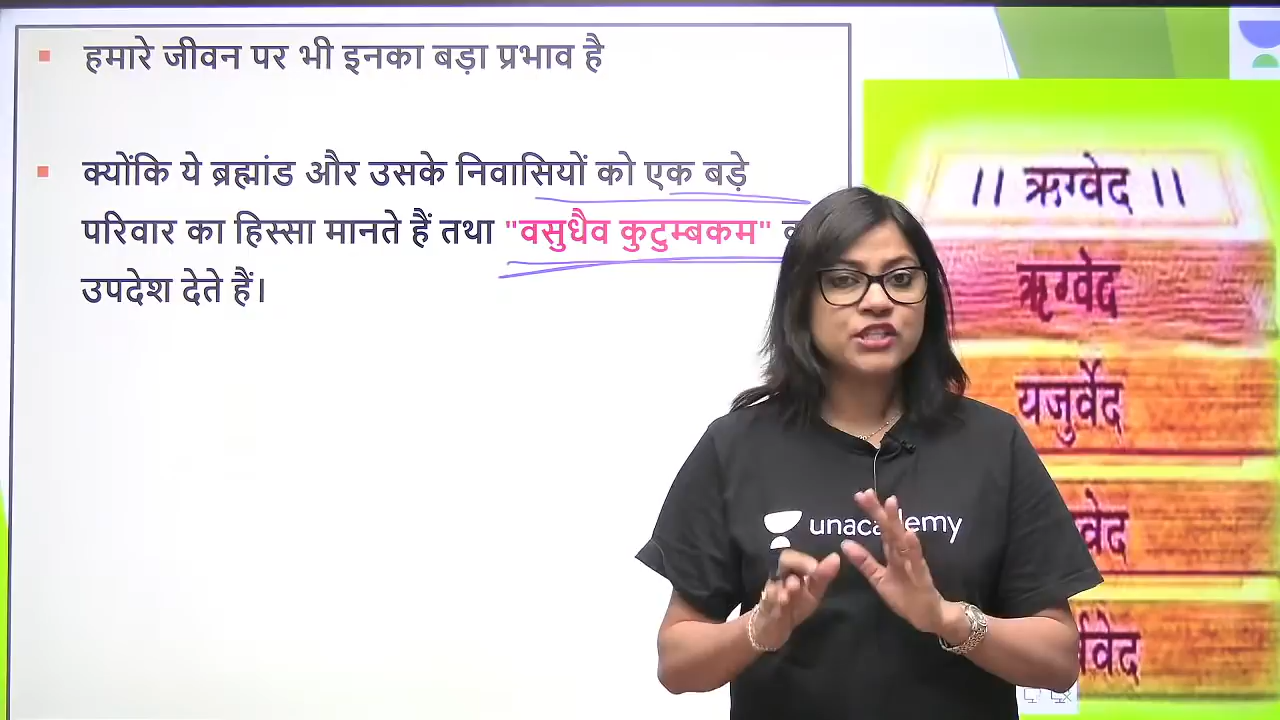 हमारे जीवन पर भी इनका बड़ा प्रभाव है
क्योंकि ये ब्रह्मांड और उसके निवासियों को एक बड़े
परिवार का हिस्सा मानते हैं तथा "वसुधैव कुटुम्बकम"
उपदेश देते हैं।
।। ऋग्वेद ।।
ऋग्वेद
यजुर्वेद
unacademy